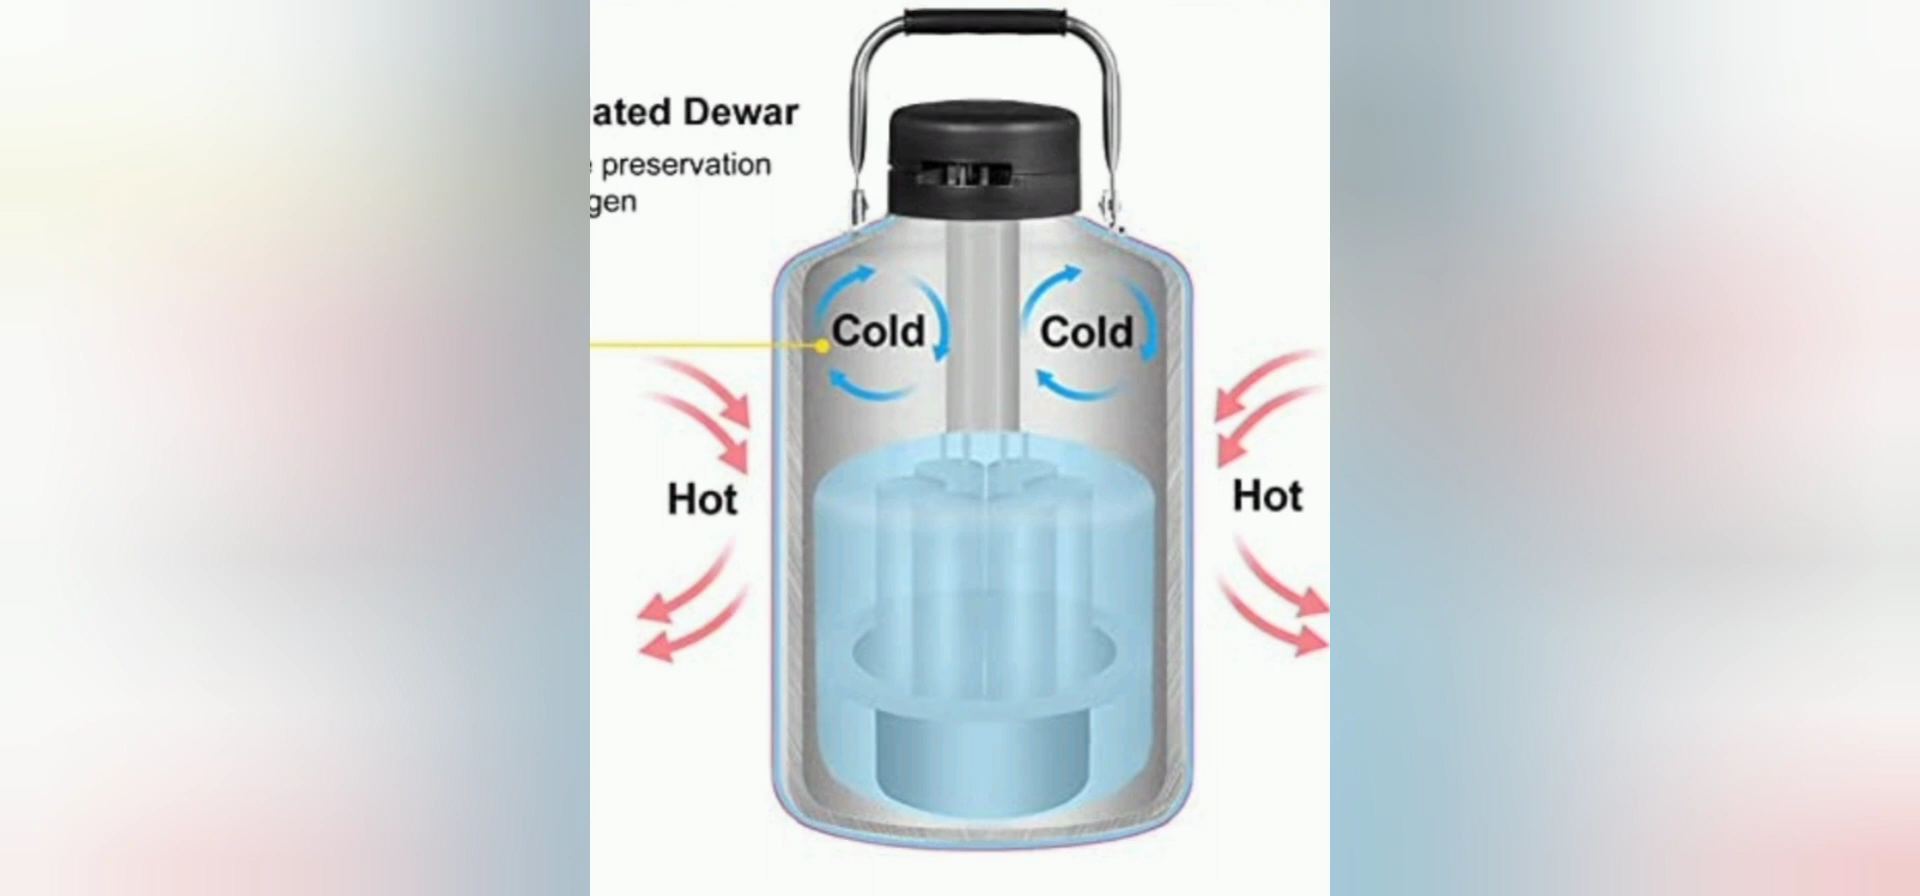 ated Dewar
preservation
gen
Cold
Cold
Hot
Hot